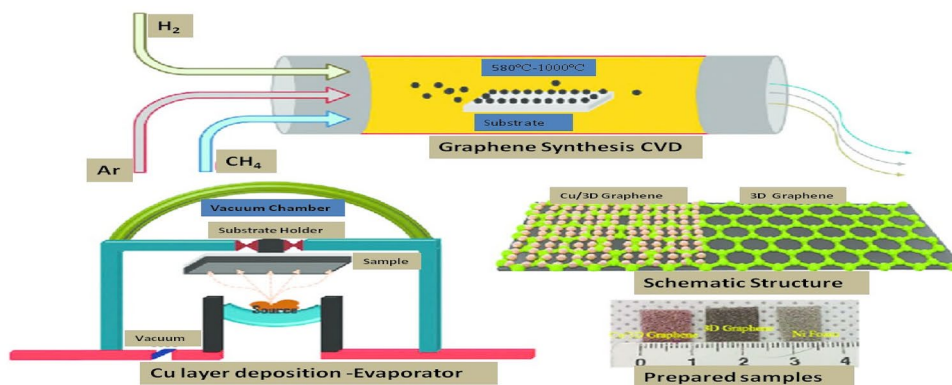 H₂
580°C-1000°C
Substrate
Graphene Synthesis CVD
Ar
CH₄
Vacuum Chamber
Substrate Holder
Sample
Source
Vacuum
Cu layer deposition -Evaporator
Cu/3D Graphene
3D Graphene
Schematic Structure
Graphene
3D Graphene
Ni Foam
0 1 2 3 4
Prepared samples